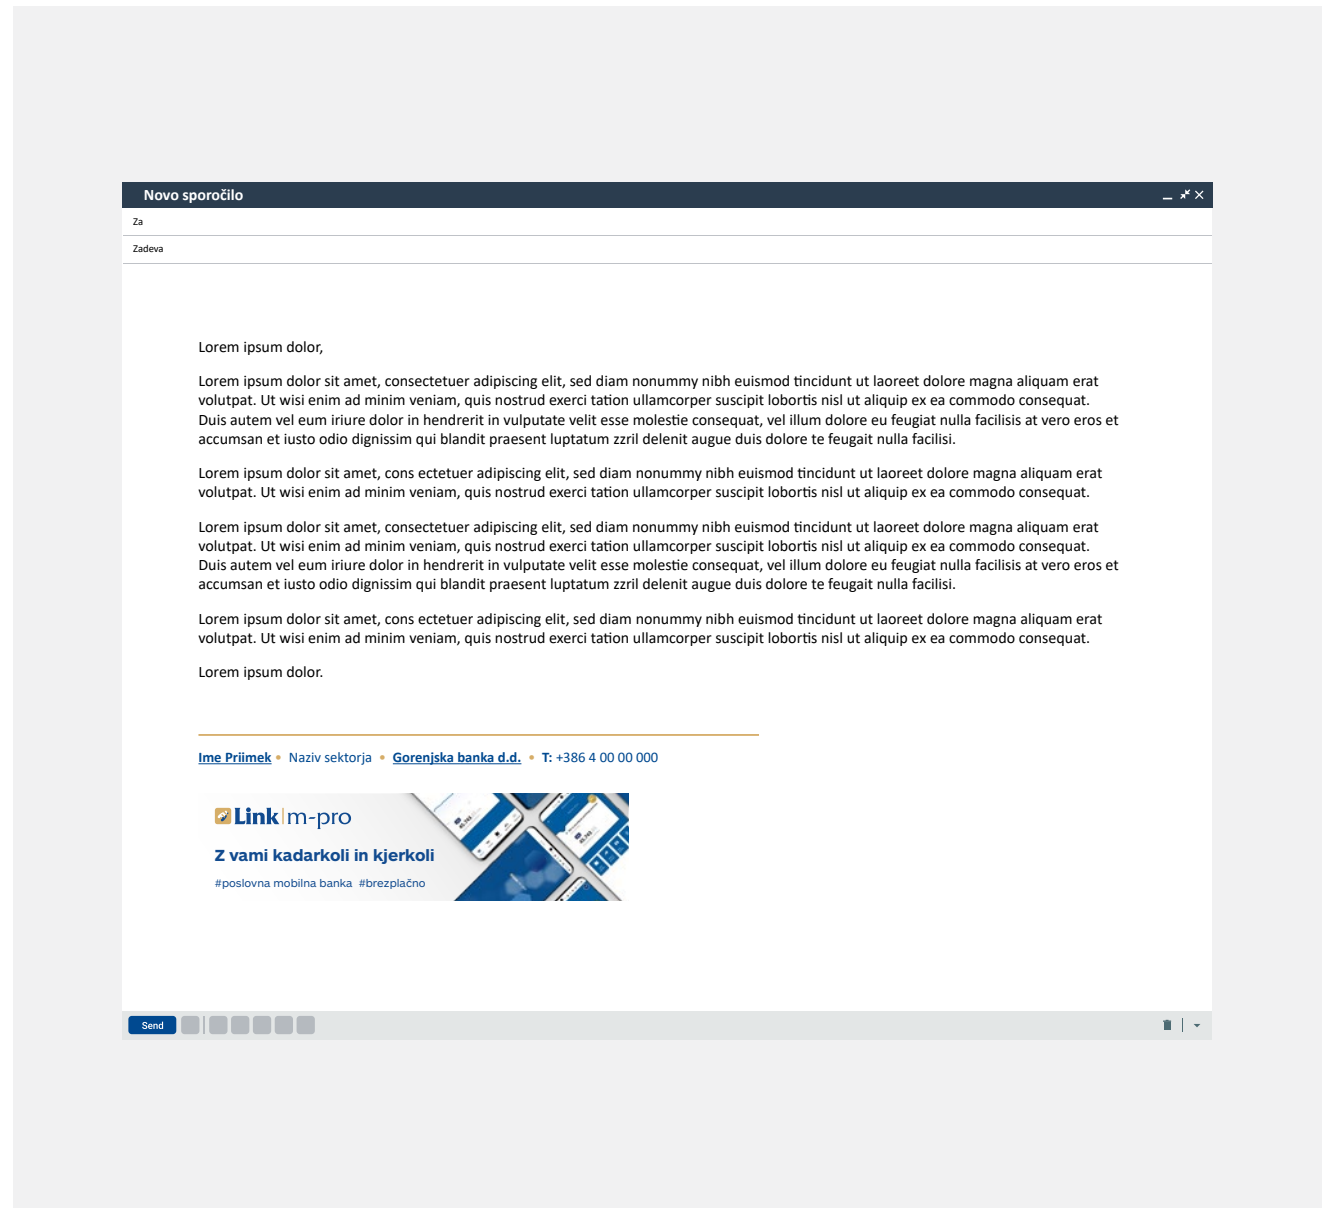 Novo sporočilo
Za
Zadeva
Lorem ipsum dolor,
Lorem ipsum dolor sit amet, consectetuer adipiscing elit, sed diam nonummy nibh euismod tincidunt ut laoreet dolore magna aliquam erat
volutpat. Ut wisi enim ad minim veniam, quis nostrud exerci tation ullamcorper suscipit lobortis nisl ut aliquip ex ea commodo consequat.
Duis autem vel eum iriure dolor in hendrerit in vulputate velit esse molestie consequat, vel illum dolore eu feugiat nulla facilisis at vero eros et
accumsan et iusto odio dignissim qui blandit praesent luptatum zzril delenit augue duis dolore te feugait nulla facilisi.
Lorem ipsum dolor sit amet, cons ectetuer adipiscing elit, sed diam nonummy nibh euismod tincidunt ut laoreet dolore magna aliquam erat
volutpat. Ut wisi enim ad minim veniam, quis nostrud exerci tation ullamcorper suscipit lobortis nisl ut aliquip ex ea commodo consequat.
Lorem ipsum dolor sit amet, consectetuer adipiscing elit, sed diam nonummy nibh euismod tincidunt ut laoreet dolore magna aliquam erat
volutpat. Ut wisi enim ad minim veniam, quis nostrud exerci tation ullamcorper suscipit lobortis nisl ut aliquip ex ea commodo consequat.
Duis autem vel eum iriure dolor in hendrerit in vulputate velit esse molestie consequat, vel illum dolore eu feugiat nulla facilisis at vero eros et
accumsan et iusto odio dignissim qui blandit praesent luptatum zzril delenit augue duis dolore te feugait nulla facilisi.
Lorem ipsum dolor sit amet, cons ectetuer adipiscing elit, sed diam nonummy nibh euismod tincidunt ut laoreet dolore magna aliquam erat
volutpat. Ut wisi enim ad minim veniam, quis nostrud exerci tation ullamcorper suscipit lobortis nisl ut aliquip ex ea commodo consequat.
Lorem ipsum dolor.
Ime Priimek • Naziv sektorja • Gorenjska banka d.d. • T: +386 4 00 00 000
Link m-pro
Z vami kadarkoli in kjerkoli
#poslovna mobilna banka #brezplačno
Send